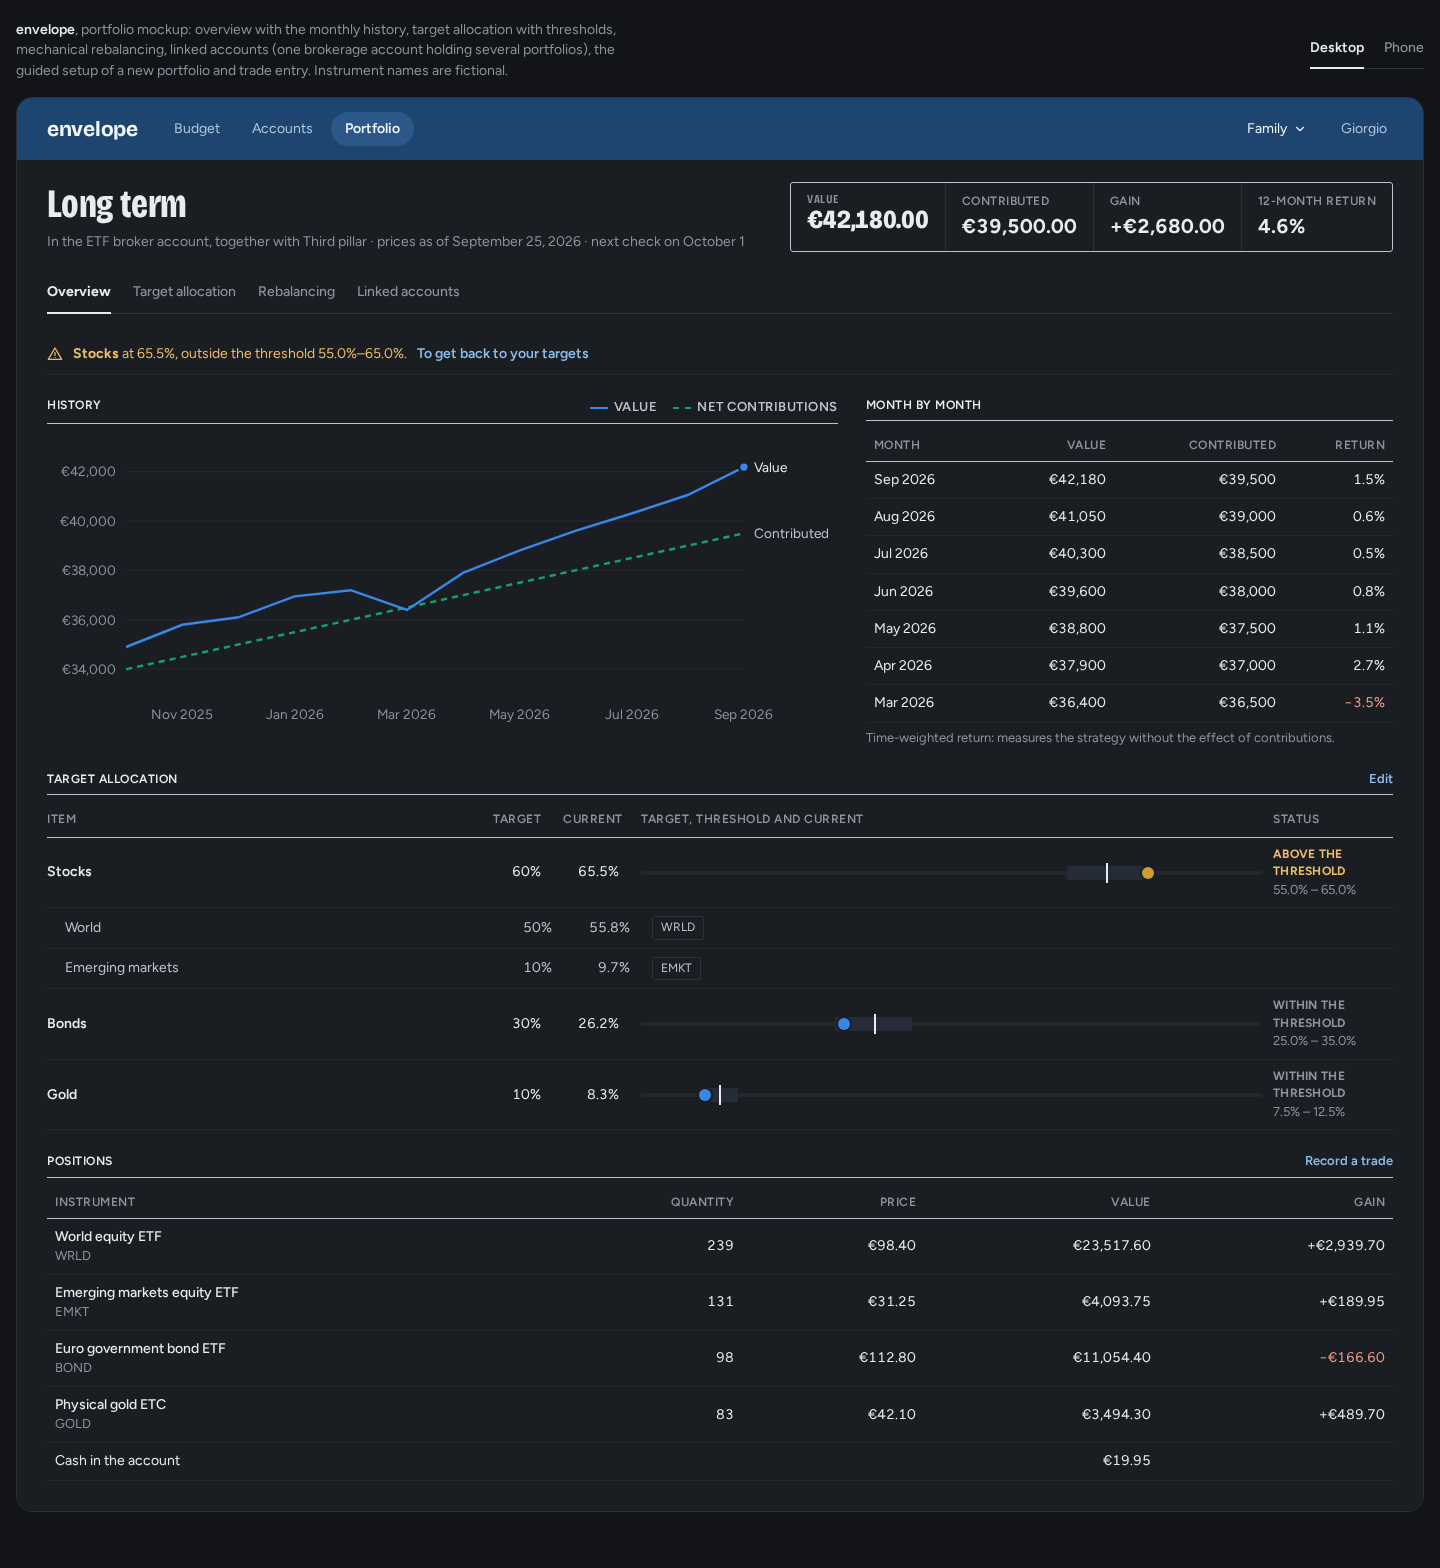 envelope, portfolio mockup: overview with the monthly history, target allocation with thresholds,
mechanical rebalancing, linked accounts (one brokerage account holding several portfolios), the
guided setup of a new portfolio and trade entry. Instrument names are fictional.
Desktop Phone
envelope Budget Accounts Portfolio Family Giorgio
Long term
In the ETF broker account, together with Third pillar · prices as of September 25, 2026 · next check on October 1
VALUE CONTRIBUTED GAIN 12-MONTH RETURN
€42,180.00 €39,500.00 +€2,680.00 4.6%
Overview Target allocation Rebalancing Linked accounts
Stocks at 65.5%, outside the threshold 55.0%–65.0%. To get back to your targets
HISTORY VALUE NET CONTRIBUTIONS
€42,000
€40,000
€38,000
€36,000
€34,000
Value
Contributed
Nov 2025 Jan 2026 Mar 2026 May 2026 Jul 2026 Sep 2026
MONTH BY MONTH
MONTH VALUE CONTRIBUTED RETURN
Sep 2026 €42,180 €39,500 1.5%
Aug 2026 €41,050 €39,000 0.6%
Jul 2026 €40,300 €38,500 0.5%
Jun 2026 €39,600 €38,000 0.8%
May 2026 €38,800 €37,500 1.1%
Apr 2026 €37,900 €37,000 2.7%
Mar 2026 €36,400 €36,500 −3.5%
Time-weighted return: measures the strategy without the effect of contributions.
TARGET ALLOCATION Edit
ITEM TARGET CURRENT TARGET, THRESHOLD AND CURRENT STATUS
Stocks 60% 65.5% ABOVE THE
THRESHOLD
55.0% – 65.0%
World 50% 55.8% WRLD
Emerging markets 10% 9.7% EMKT
Bonds 30% 26.2% WITHIN THE
THRESHOLD
25.0% – 35.0%
Gold 10% 8.3% WITHIN THE
THRESHOLD
7.5% – 12.5%
POSITIONS Record a trade
INSTRUMENT QUANTITY PRICE VALUE GAIN
World equity ETF 239 €98.40 €23,517.60 +€2,939.70
WRLD
Emerging markets equity ETF 131 €31.25 €4,093.75 +€189.95
EMKT
Euro government bond ETF 98 €112.80 €11,054.40 −€166.60
BOND
Physical gold ETC 83 €42.10 €3,494.30 +€489.70
GOLD
Cash in the account €19.95